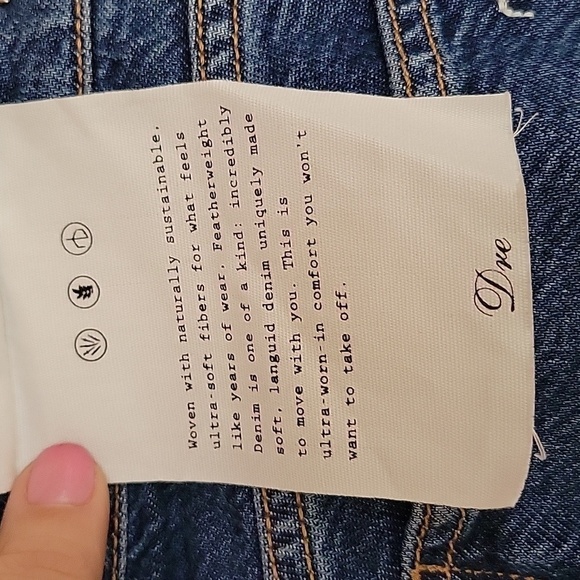 Woven with naturally sustainable,
ultra-soft fibers for what feels
like years of wear. Featherweight
Denim is one of a kind: incredibly
soft, languid denim uniquely made
to move with you. This is
ultra-worn-in comfort you won't
want to take off.
Dre